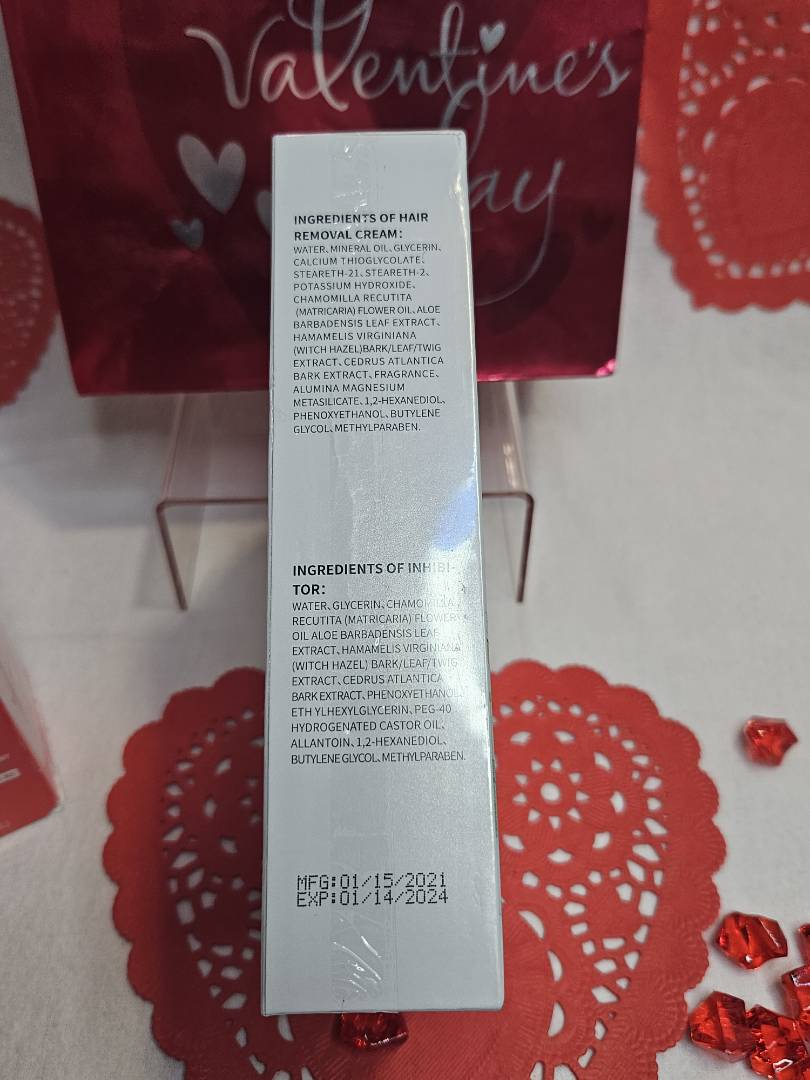 Valentine's
Day
INGREDIENTS OF HAIR
REMOVAL CREAM:
WATER、MINERAL OIL、GLYCERIN、
CALCIUM THIOGLYCOLATE、
STEARETH-21、STEARETH-2、
POTASSIUM HYDROXIDE、
CHAMOMILLA RECUTITA
(MATRICARIA) FLOWER OIL、ALOE
BARBADENSIS LEAF EXTRACT、
HAMAMELIS VIRGINIANA
(WITCH HAZEL)BARK/LEAF/TWIG
EXTRACT、CEDRUS ATLANTICA
BARK EXTRACT、FRAGRANCE、
ALUMINA MAGNESIUM
METASILICATE、1,2-HEXANEDIOL、
PHENOXYETHANOL、BUTYLENE
GLYCOL、METHYLPARABEN.
INGREDIENTS OF INHIBI-
TOR:
WATER、GLYCERIN、CHAMOMILLA
RECUTITA (MATRICARIA) FLOWER
OIL ALOE BARBADENSIS LEAF
EXTRACT、HAMAMELIS VIRGINIANA
(WITCH HAZEL) BARK/LEAF/TWIG
EXTRACT、CEDRUS ATLANTICA
BARK EXTRACT、PHENOXYETHANOL、
ETH YLHEXYLGLYCERIN、PEG-40
HYDROGENATED CASTOR OIL、
ALLANTOIN、1,2-HEXANEDIOL、
BUTYLENE GLYCOL、METHYLPARABEN.
MFG:01/15/2021
EXP:01/14/2024